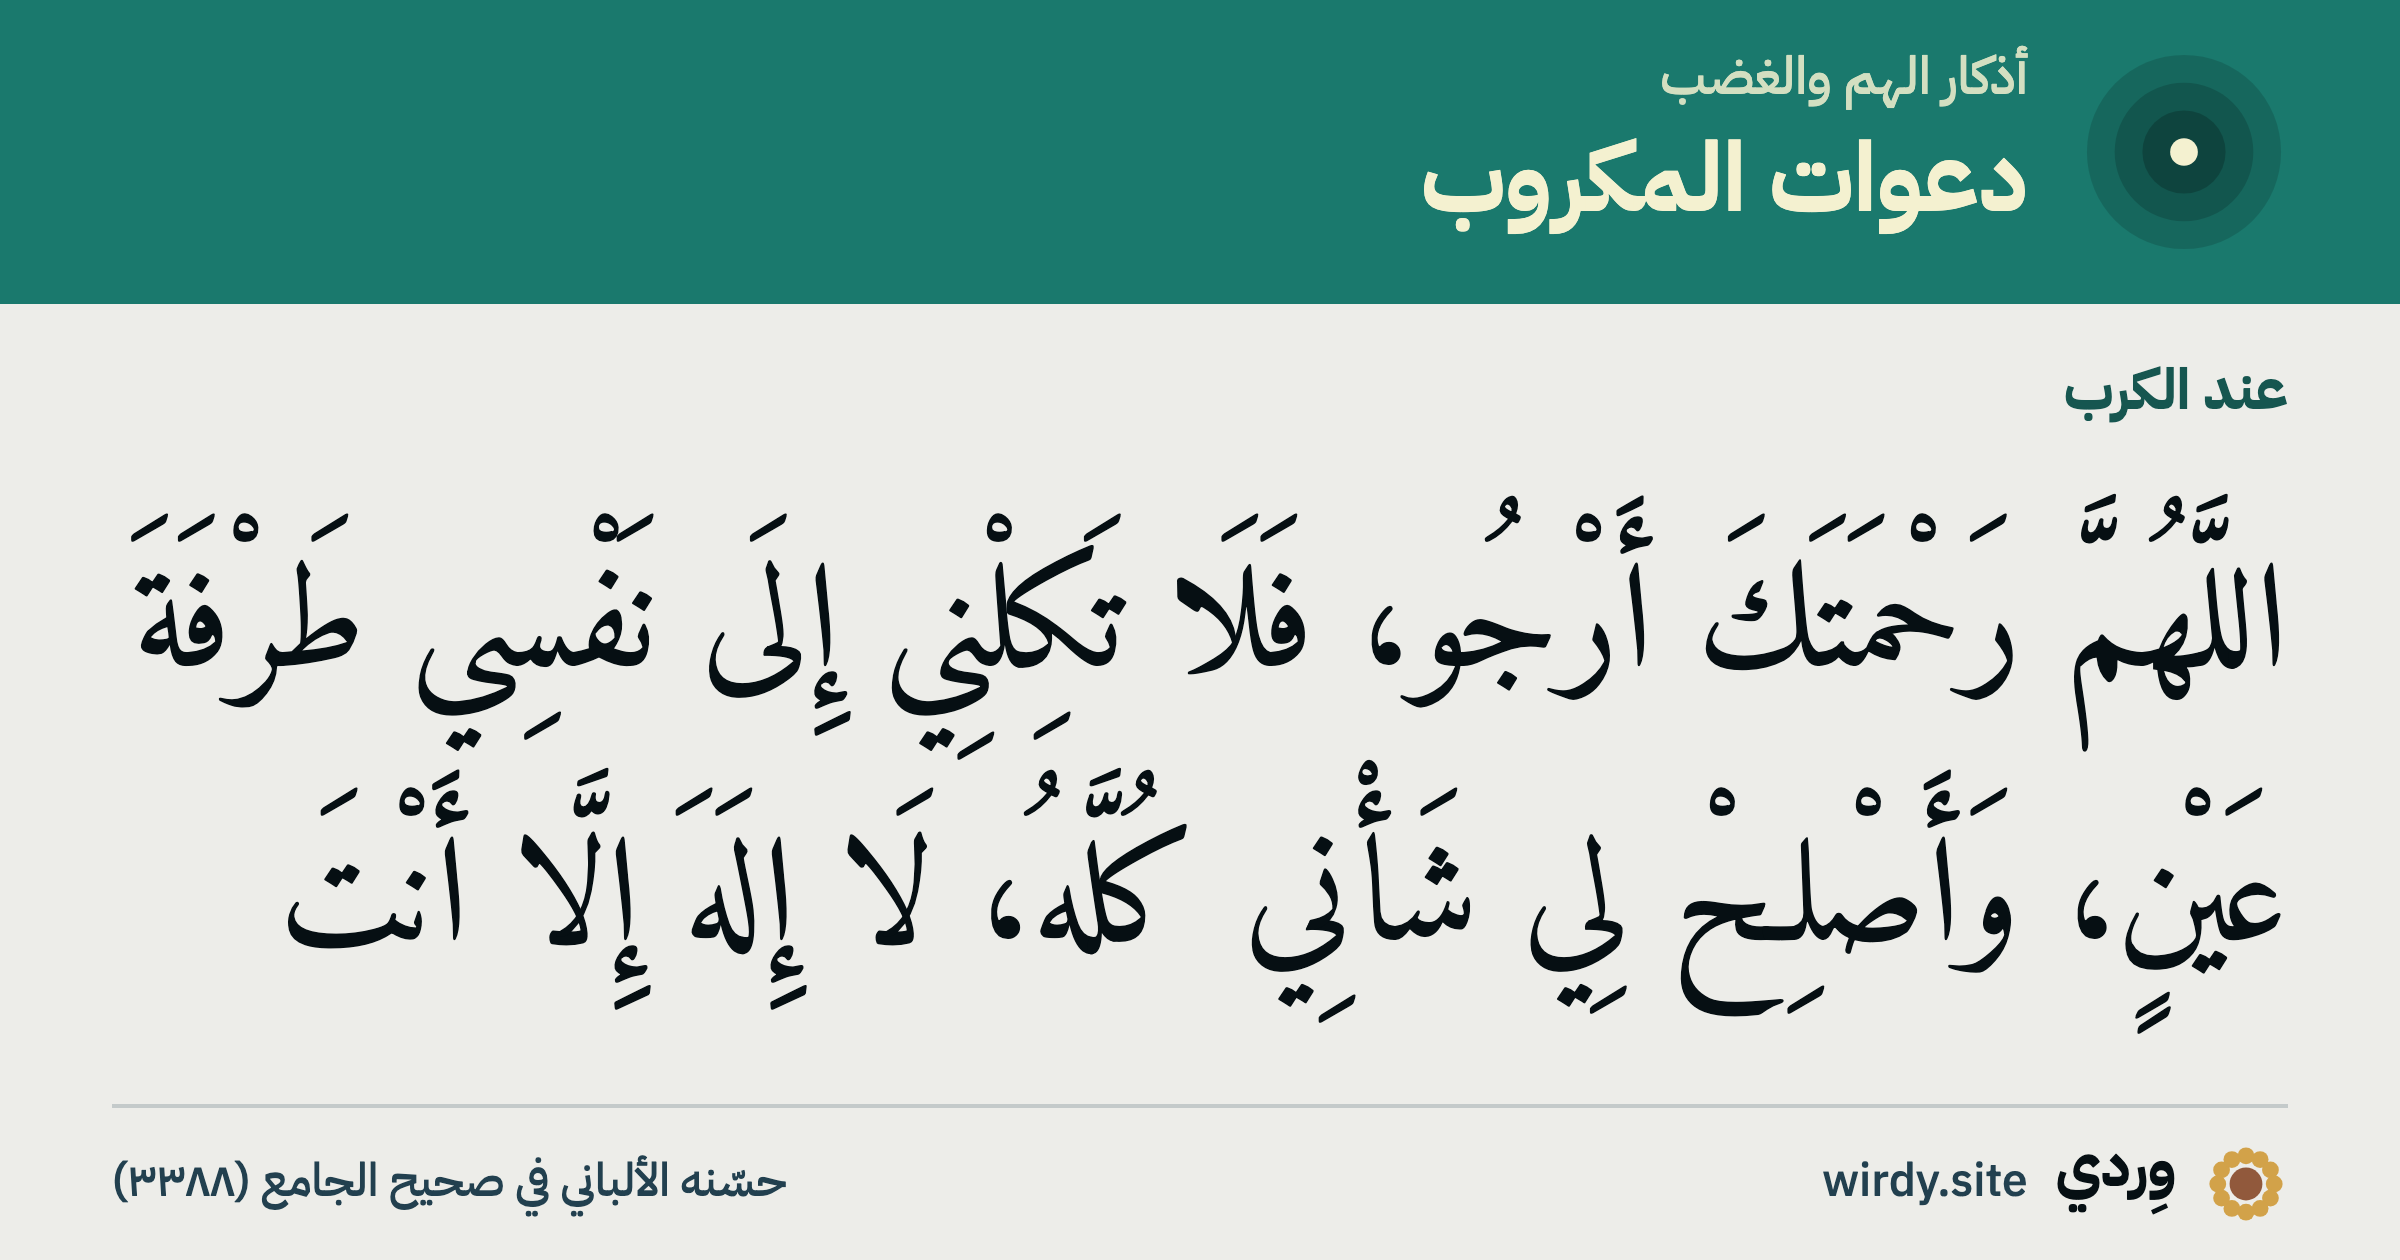 أذكار الهم والغضب
دعوات المكروب
عند الكرب
اللَّهُمَّ رَحْمَتَكَ أَرْجُو، فَلَا تَكِلْنِي إِلَى نَفْسِي طَرْفَةَ
عَيْنٍ، وَأَصْلِحْ لِي شَأْنِي كُلَّهُ، لَا إِلَهَ إِلَّا أَنْتَ
وِردي wirdy.site
حسّنه الألباني في صحيح الجامع (٣٣٨٨)